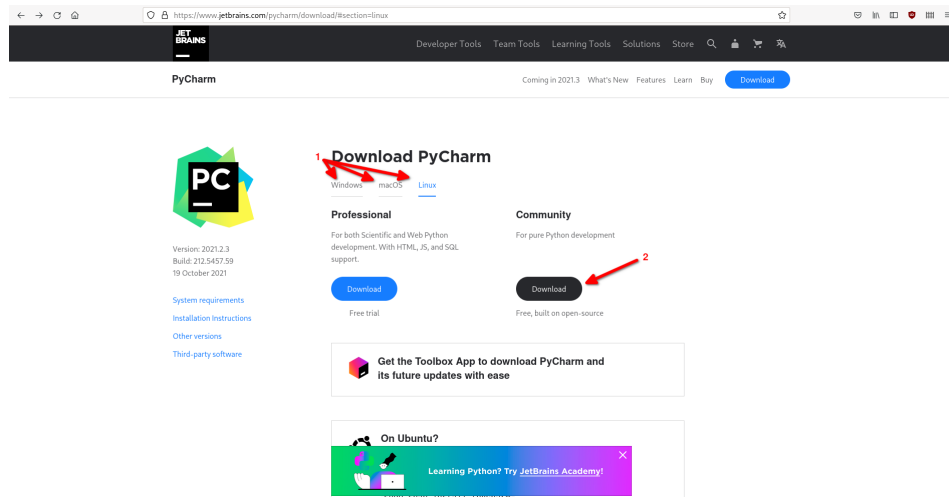 https://www.jetbrains.com/pycharm/download/#section=linux
JET
BRAINS
Developer Tools Team Tools Learning Tools Solutions Store
PyCharm
Coming in 2021.3 What's New Features Learn Buy Download
1
Download PyCharm
Windows macOS Linux
PC
Professional
Community
For both Scientific and Web Python
development. With HTML, JS, and SQL
support.
For pure Python development
Version: 2021.2.3
Build: 212.5457.59
19 October 2021
2
Download
Download
Free trial
Free, built on open-source
System requirements
Installation Instructions
Other versions
Third-party software
Get the Toolbox App to download PyCharm and
its future updates with ease
On Ubuntu?
Learning Python? Try JetBrains Academy!